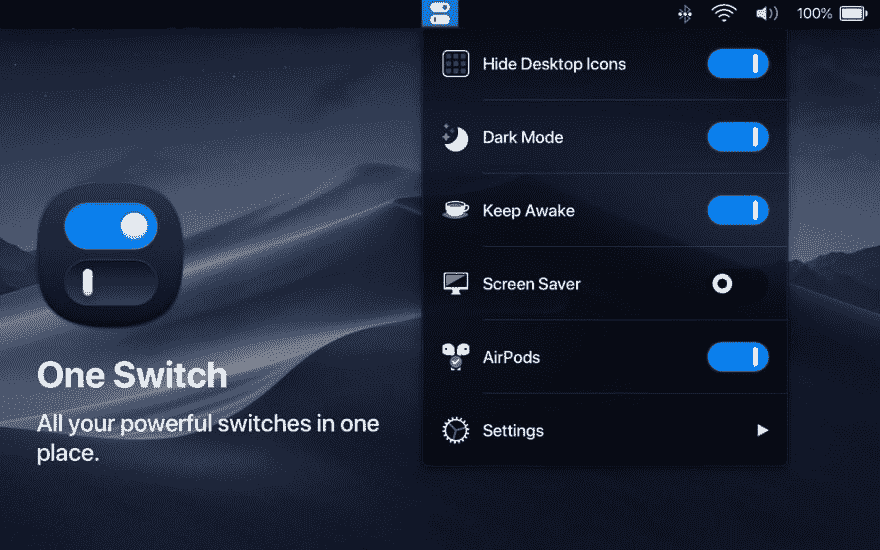 100%
Hide Desktop Icons
Dark Mode
Keep Awake
Screen Saver
AirPods
Settings
One Switch
All your powerful switches in one
place.